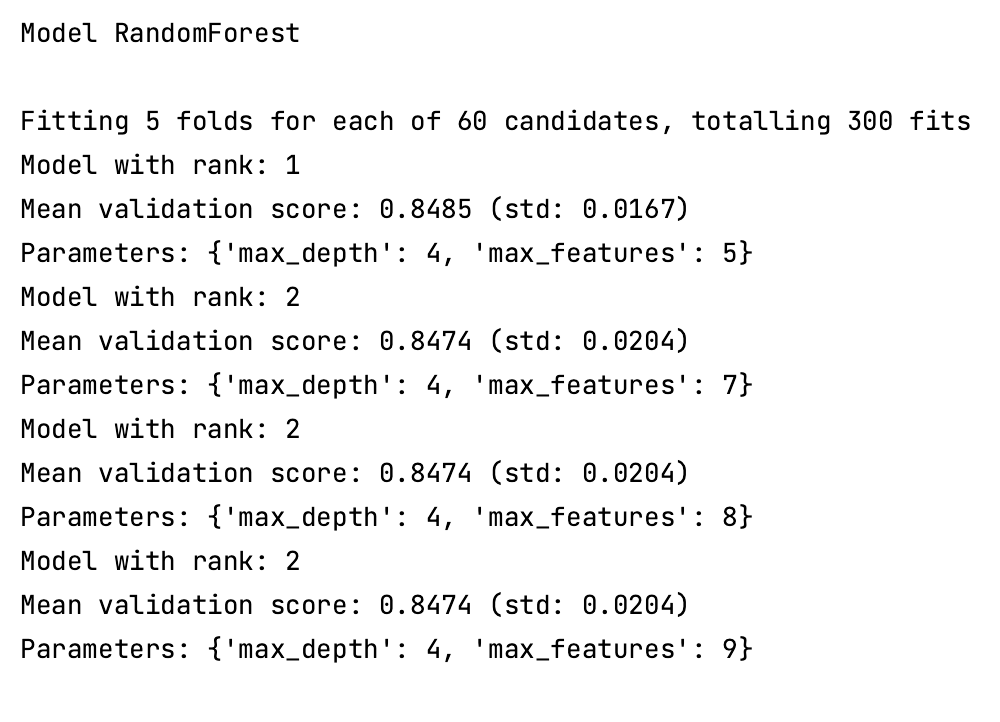 Model RandomForest
Fitting 5 folds for each of 60 candidates, totalling 300 fits
Model with rank: 1
Mean validation score: 0.8485 (std: 0.0167)
Parameters: {'max_depth': 4, 'max_features': 5}
Model with rank: 2
Mean validation score: 0.8474 (std: 0.0204)
Parameters: {'max_depth': 4, 'max_features': 7}
Model with rank: 2
Mean validation score: 0.8474 (std: 0.0204)
Parameters: {'max_depth': 4, 'max_features': 8}
Model with rank: 2
Mean validation score: 0.8474 (std: 0.0204)
Parameters: {'max_depth': 4, 'max_features': 9}